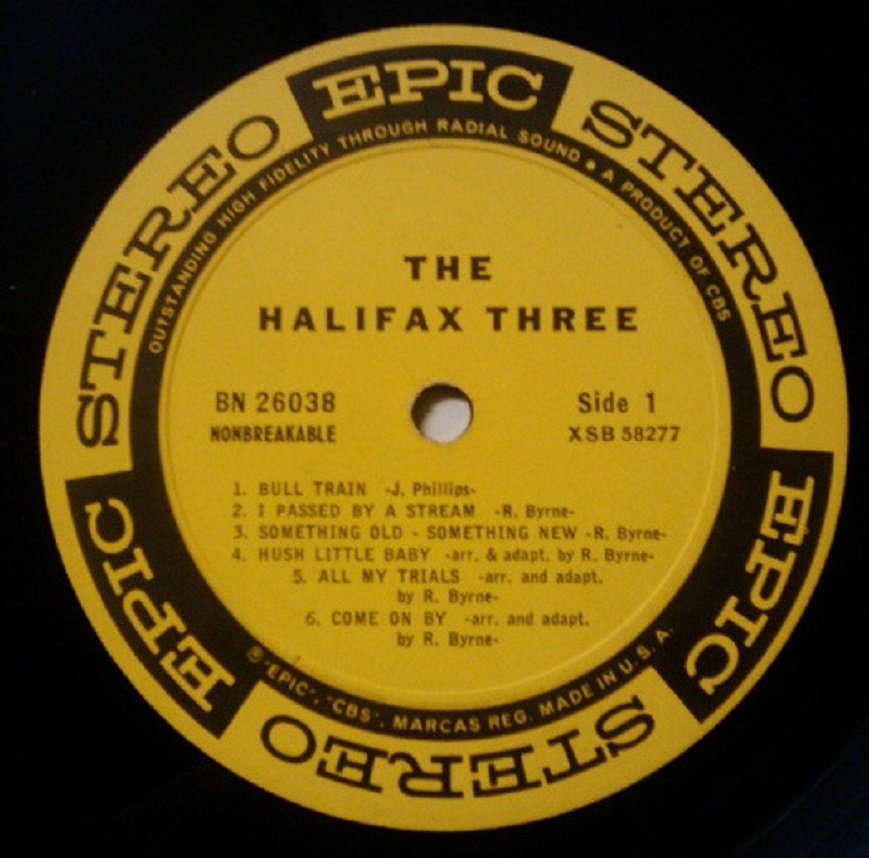 EPIC
STEREO
EPIC
STEREO
EPIC
STEREO
OUTSTANDING HIGH FIDELITY THROUGH RADIAL SOUND • A PRODUCT OF CBS
THE
HALIFAX THREE
BN 26038
NONBREAKABLE
Side 1
XSB 58277
1. BULL TRAIN -J. Phillips-
2. I PASSED BY A STREAM -R. Byrne-
3. SOMETHING OLD - SOMETHING NEW -R. Byrne-
4. HUSH LITTLE BABY -arr. & adapt. by R. Byrne-
5. ALL MY TRIALS -arr. and adapt.
by R. Byrne-
6. COME ON BY -arr. and adapt.
by R. Byrne-
® "EPIC", "CBS", MARCAS REG. MADE IN U.S.A.